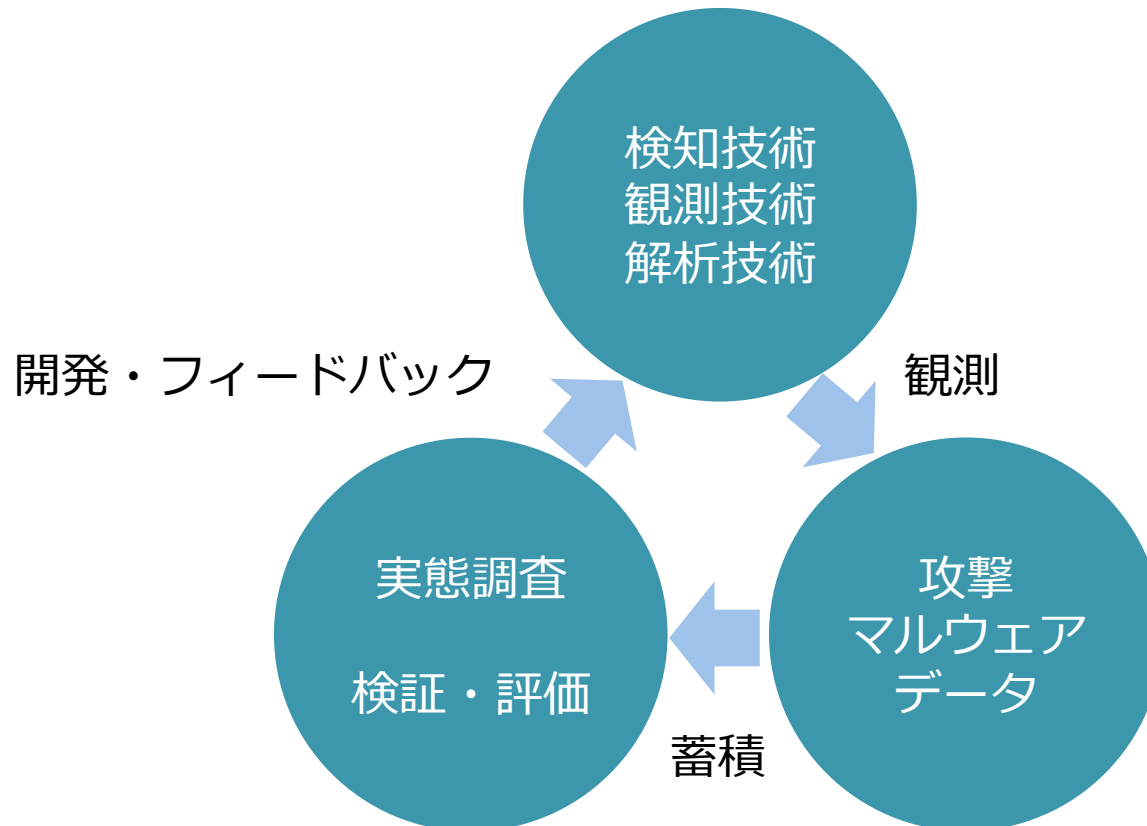 検知技術
観測技術
解析技術
開発・フィードバック
観測
実態調査
検証・評価
攻撃
マルウェア
データ
蓄積